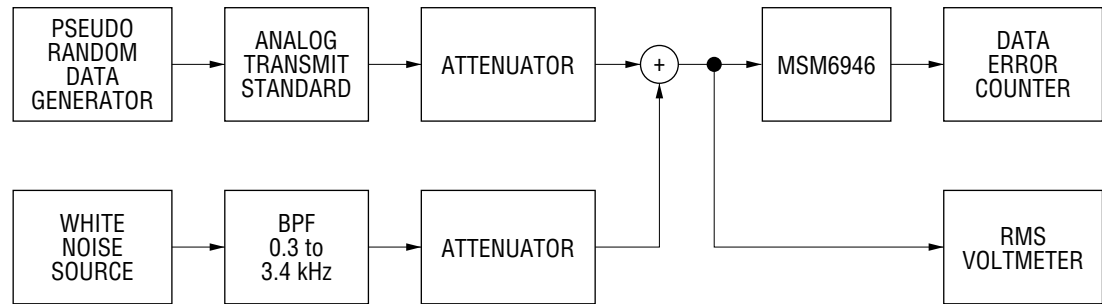 PSEUDO
RANDOM
DATA
GENERATOR
ANALOG
TRANSMIT
STANDARD
ATTENUATOR
+
MSM6946
DATA
ERROR
COUNTER
WHITE
NOISE
SOURCE
BPF
0.3 to
3.4 kHz
ATTENUATOR
RMS
VOLTMETER